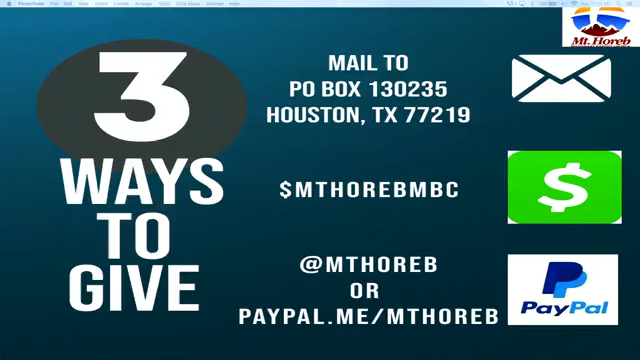 3
WAYS
TO
GIVE
MAIL TO
PO BOX 130235
HOUSTON, TX 77219
$MTHOREBMBC
@MTHOREB
OR
PAYPAL.ME/MTHOREB
Mt. Horeb
$
PayPal